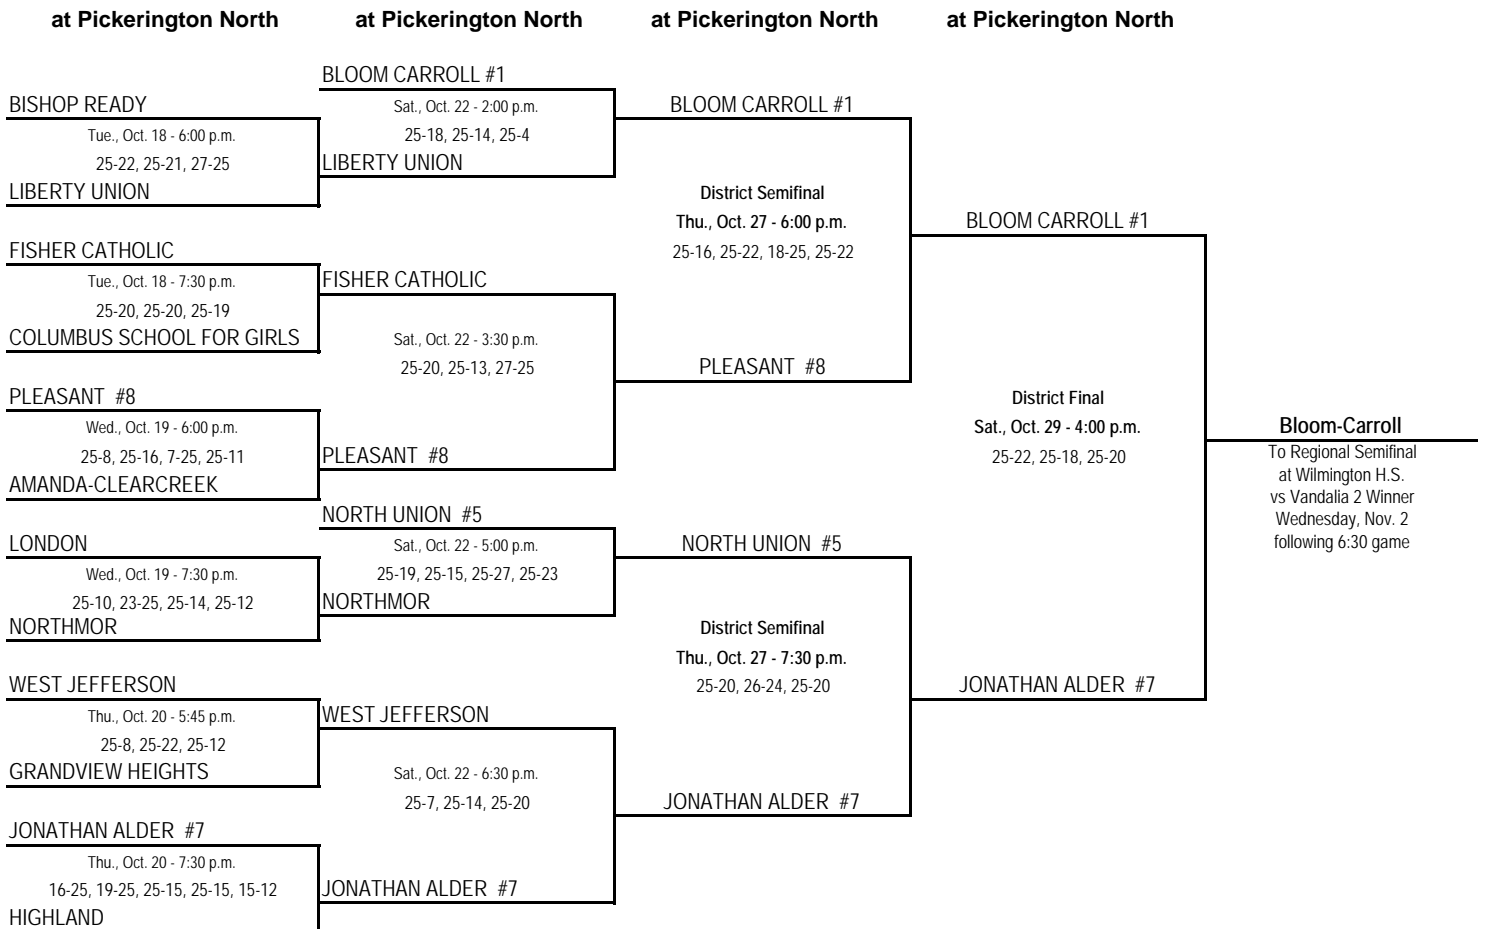 at Pickerington North
at Pickerington North
at Pickerington North
at Pickerington North
BISHOP READY
Tue., Oct. 18 - 6:00 p.m.
25-22, 25-21, 27-25
LIBERTY UNION
FISHER CATHOLIC
Tue., Oct. 18 - 7:30 p.m.
25-20, 25-20, 25-19
COLUMBUS SCHOOL FOR GIRLS
PLEASANT #8
Wed., Oct. 19 - 6:00 p.m.
25-8, 25-16, 7-25, 25-11
AMANDA-CLEARCREEK
LONDON
Wed., Oct. 19 - 7:30 p.m.
25-10, 23-25, 25-14, 25-12
NORTHMOR
WEST JEFFERSON
Thu., Oct. 20 - 5:45 p.m.
25-8, 25-22, 25-12
GRANDVIEW HEIGHTS
JONATHAN ALDER #7
Thu., Oct. 20 - 7:30 p.m.
16-25, 19-25, 25-15, 25-15, 15-12
HIGHLAND
BLOOM CARROLL #1
Sat., Oct. 22 - 2:00 p.m.
25-18, 25-14, 25-4
LIBERTY UNION
FISHER CATHOLIC
Sat., Oct. 22 - 3:30 p.m.
25-20, 25-13, 27-25
PLEASANT #8
NORTH UNION #5
Sat., Oct. 22 - 5:00 p.m.
25-19, 25-15, 25-27, 25-23
NORTHMOR
WEST JEFFERSON
Sat., Oct. 22 - 6:30 p.m.
25-7, 25-14, 25-20
JONATHAN ALDER #7
BLOOM CARROLL #1
District Semifinal
Thu., Oct. 27 - 6:00 p.m.
25-16, 25-22, 18-25, 25-22
PLEASANT #8
NORTH UNION #5
District Semifinal
Thu., Oct. 27 - 7:30 p.m.
25-20, 26-24, 25-20
JONATHAN ALDER #7
BLOOM CARROLL #1
District Final
Sat., Oct. 29 - 4:00 p.m.
25-22, 25-18, 25-20
JONATHAN ALDER #7
Bloom-Carroll
To Regional Semifinal
at Wilmington H.S.
vs Vandalia 2 Winner
Wednesday, Nov. 2
following 6:30 game